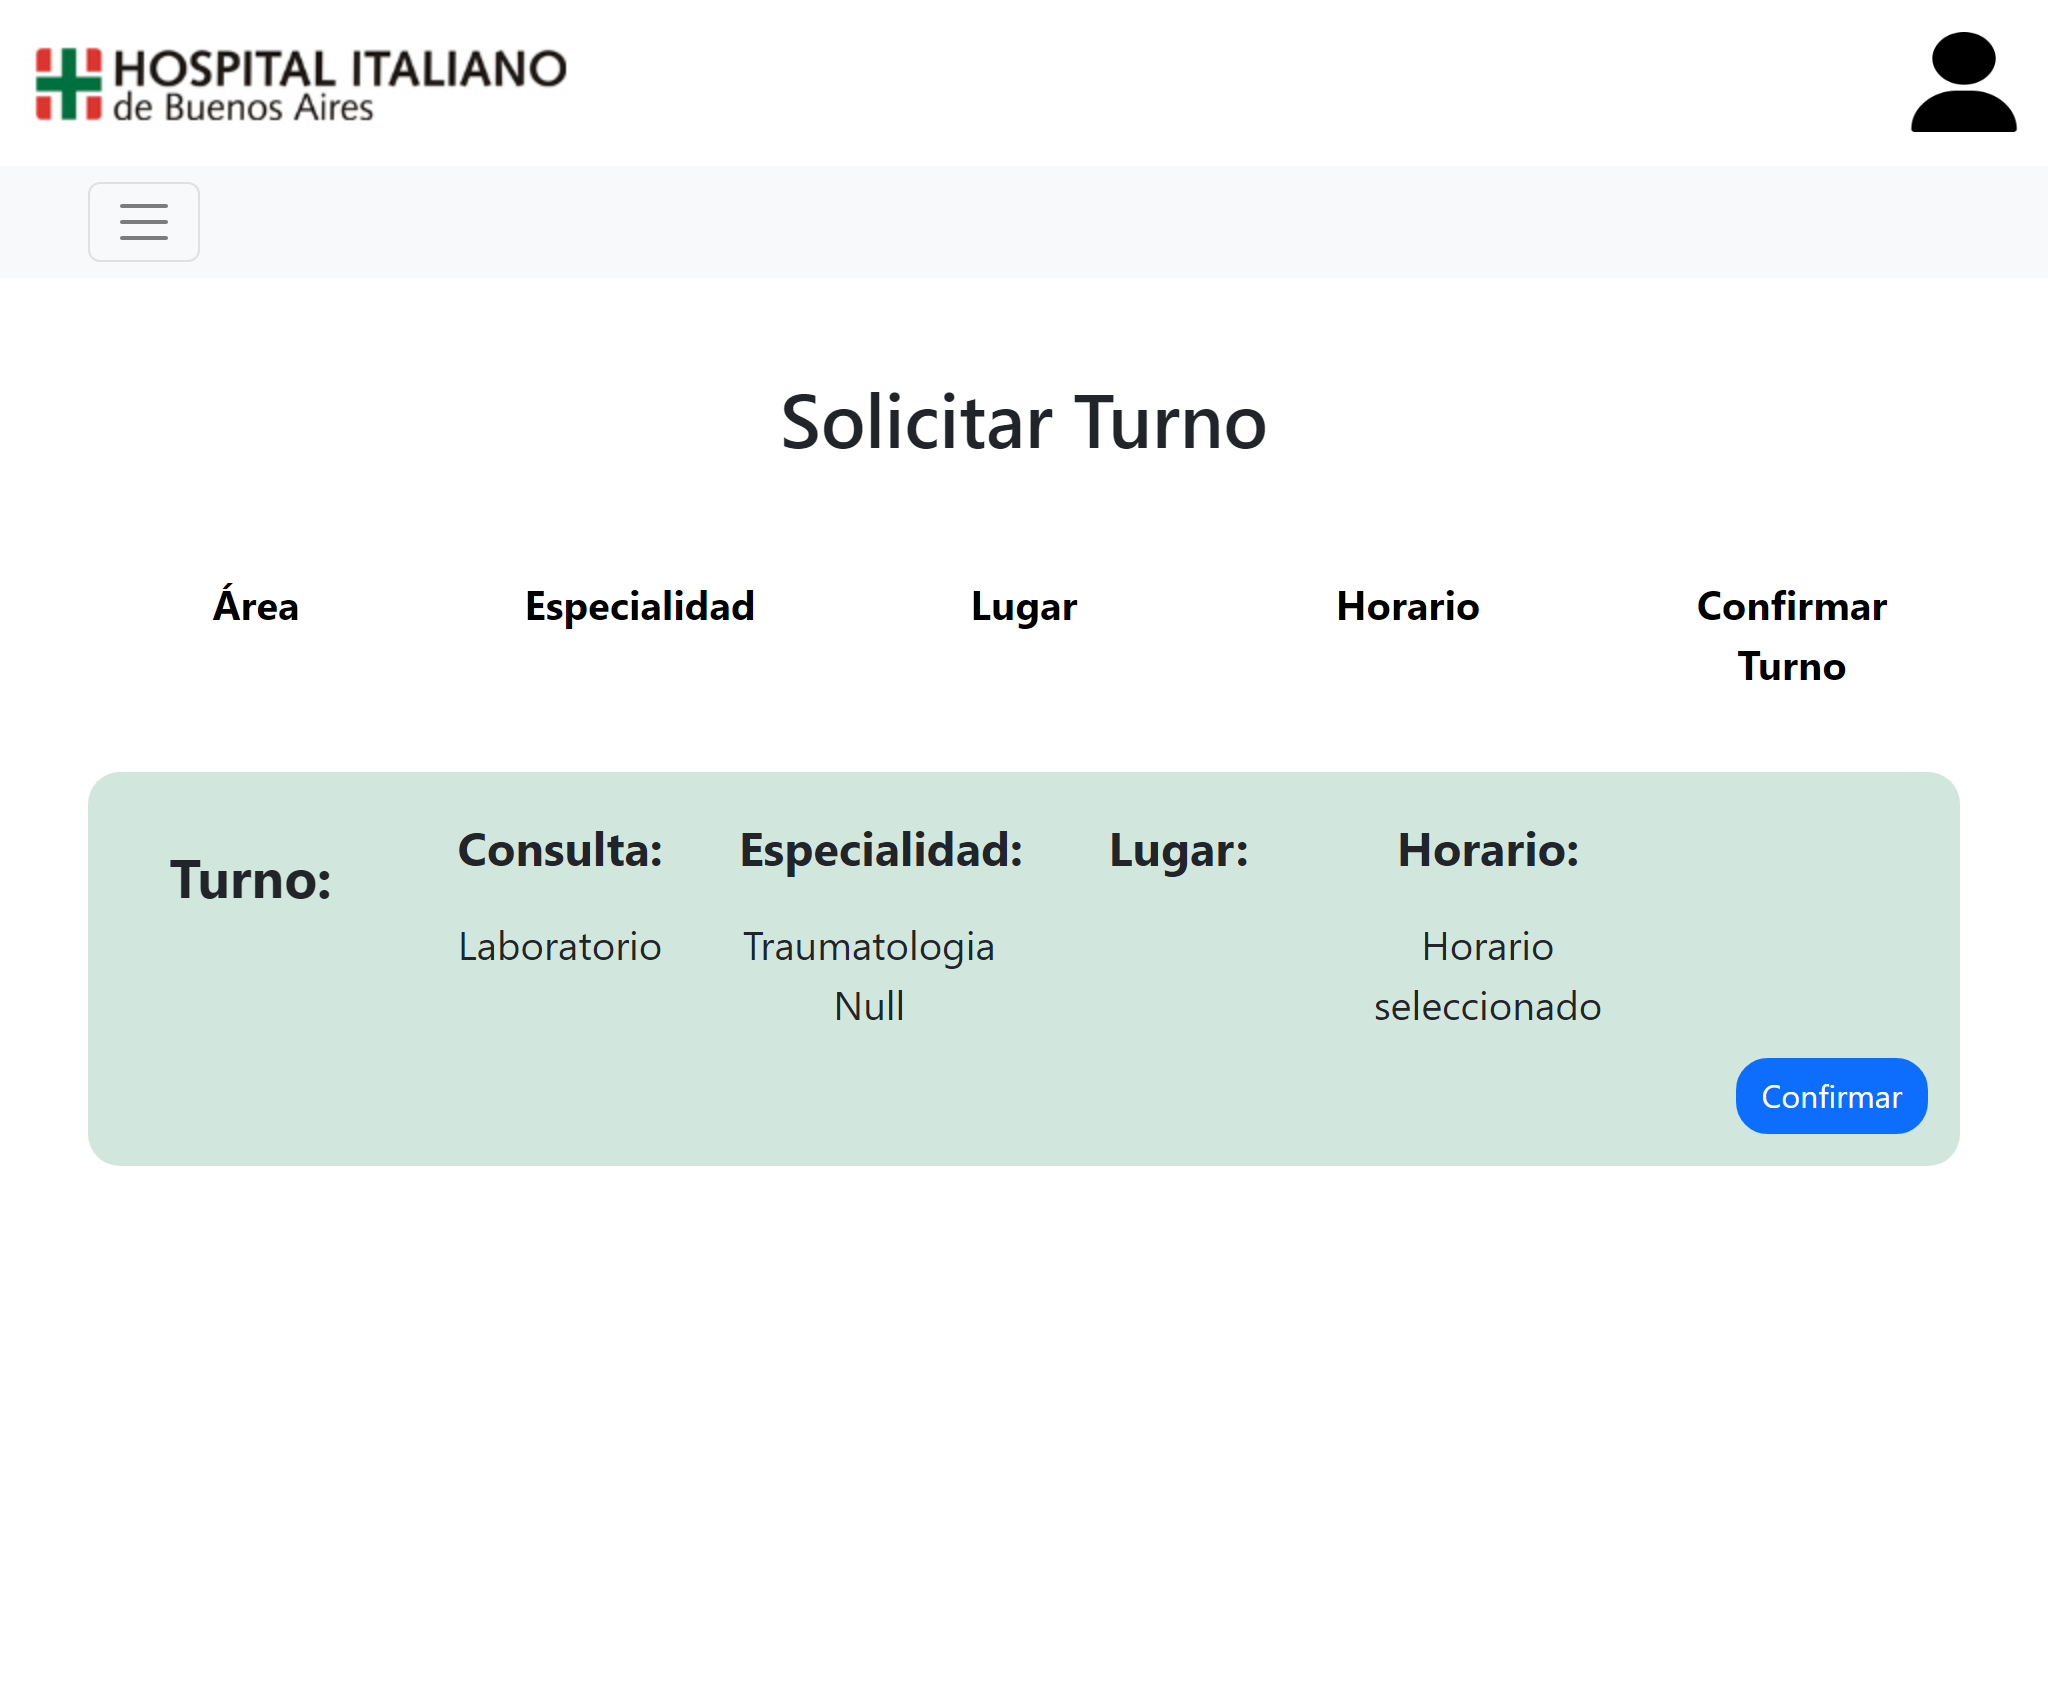 HOSPITAL ITALIANO
de Buenos Aires
Solicitar Turno
Área
Especialidad
Lugar
Horario
Confirmar
Turno
Turno:
Consulta:
Laboratorio
Especialidad:
Traumatologia
Null
Lugar:
Horario:
Horario
seleccionado
Confirmar